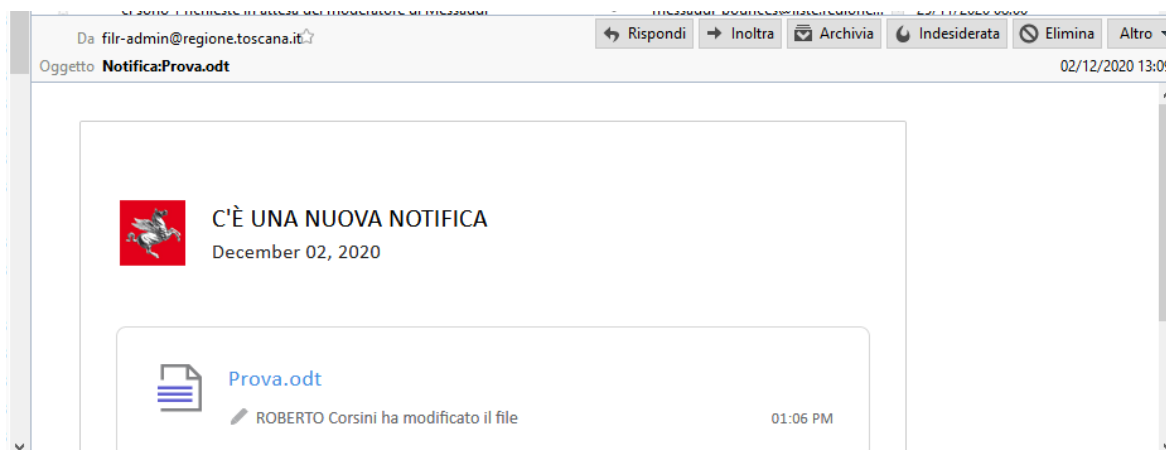 Da filr-admin@regione.toscana.it
Rispondi Inoltra Archivia Indesiderata Elimina Altro
Oggetto Notifica:Prova.odt 02/12/2020 13:09
C'È UNA NUOVA NOTIFICA
December 02, 2020
Prova.odt
ROBERTO Corsini ha modificato il file 01:06 PM